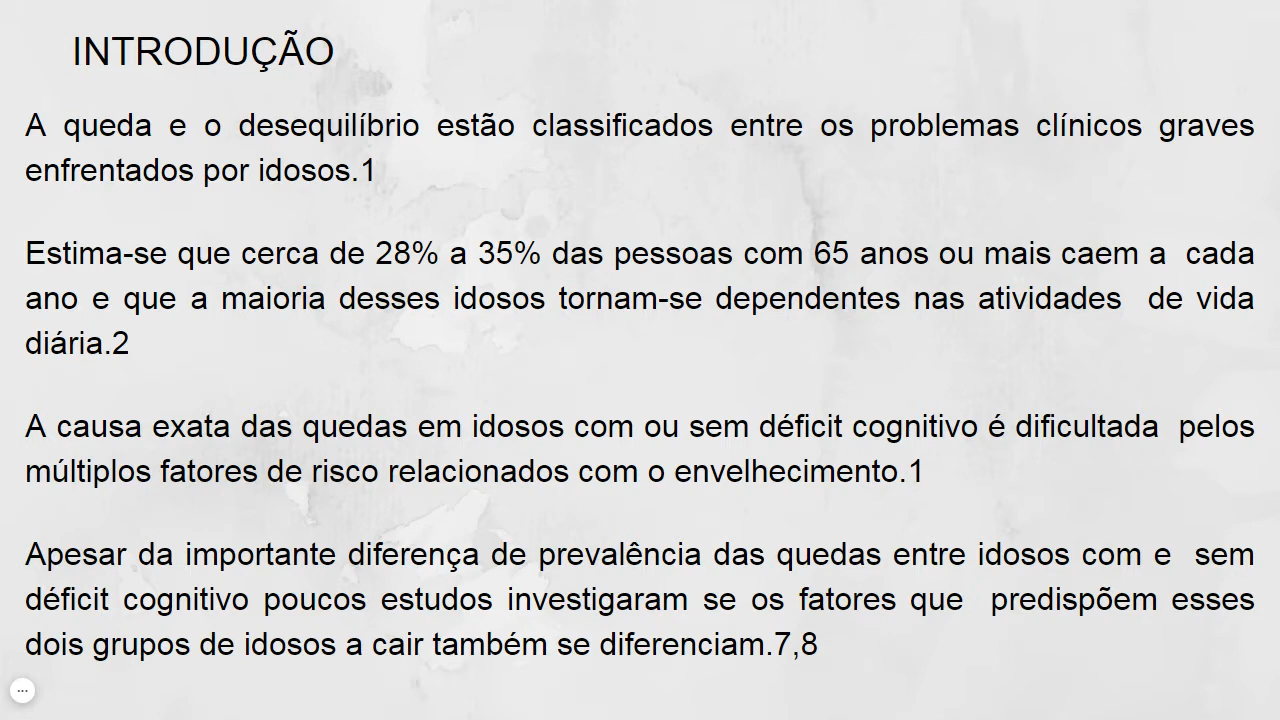 INTRODUÇÃO
A queda e o desequilíbrio estão classificados entre os problemas clínicos graves
enfrentados por idosos.1
Estima-se que cerca de 28% a 35% das pessoas com 65 anos ou mais caem a cada
ano e que a maioria desses idosos tornam-se dependentes nas atividades de vida
diária.2
A causa exata das quedas em idosos com ou sem déficit cognitivo é dificultada pelos
múltiplos fatores de risco relacionados com o envelhecimento.1
Apesar da importante diferença de prevalência das quedas entre idosos com e sem
déficit cognitivo poucos estudos investigaram se os fatores que predispõem esses
dois grupos de idosos a cair também se diferenciam.7,8